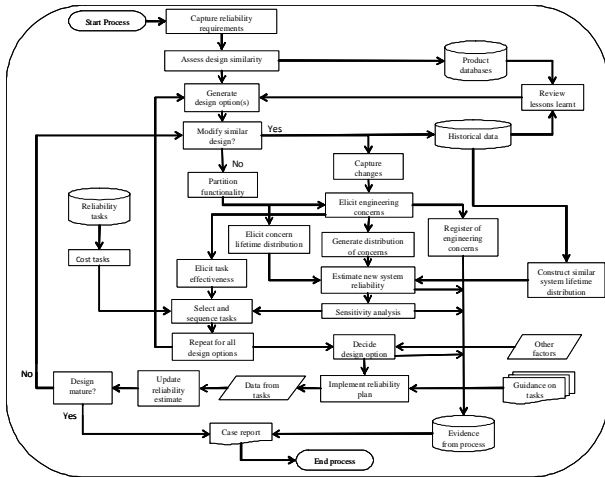 Start Process
Capture reliability
requirements
Assess design similarity
Product
databases
Generate
design option(s)
Review
lessons learnt
Modify similar
design?
Yes
Historical data
No
Capture
changes
Partition
functionality
Reliability
tasks
Elicit engineering
concerns
Elicit concern
lifetime distribution
Generate distribution
of concerns
Register of
engineering
concerns
Cost tasks
Elicit task
effectiveness
Estimate new system
reliability
Construct similar
system lifetime
distribution
Select and
sequence tasks
Sensitivity analysis
Repeat for all
design options
Decide
design option
Other
factors
No
Design
mature?
Update
reliability
estimate
Data from
tasks
Implement reliability
plan
Guidance on
tasks
Yes
Case report
Evidence
from process
End process